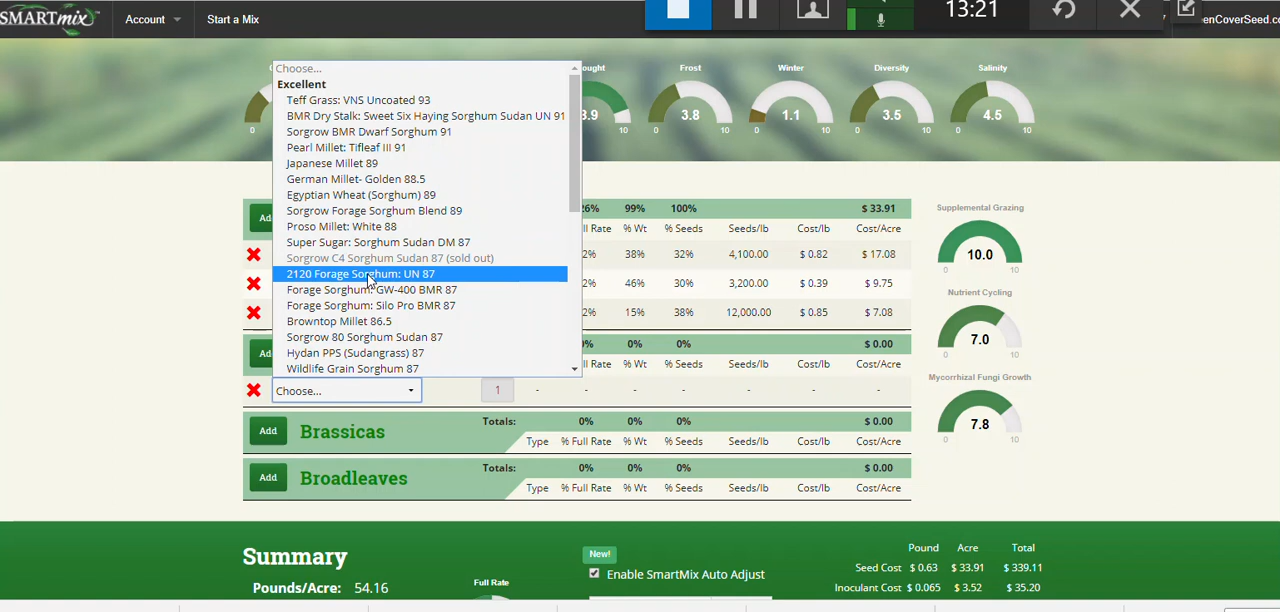 SMARTmix™ Account Start a Mix 13:21 enCoverSeed.co
ought Frost Winter Diversity Salinity
0 3.9 10 0 3.8 10 0 1.1 10 0 3.5 10 0 4.5 10
Choose...
Excellent
Teff Grass: VNS Uncoated 93
BMR Dry Stalk: Sweet Six Haying Sorghum Sudan UN 91
Sorgrow BMR Dwarf Sorghum 91
Pearl Millet: Tifleaf III 91
Japanese Millet 89
German Millet- Golden 88.5
Egyptian Wheat (Sorghum) 89
Sorgrow Forage Sorghum Blend 89
Proso Millet: White 88
Super Sugar: Sorghum Sudan DM 87
Sorgrow C4 Sorghum Sudan 87 (sold out)
2120 Forage Sorghum: UN 87
Forage Sorghum: GW-400 BMR 87
Forage Sorghum: Silo Pro BMR 87
Browntop Millet 86.5
Sorgrow 80 Sorghum Sudan 87
Hydan PPS (Sudangrass) 87
Wildlife Grain Sorghum 87
Ad 26% 99% 100% $ 33.91
ll Rate % Wt % Seeds Seeds/lb Cost/lb Cost/Acre
2% 38% 32% 4,100.00 $ 0.82 $ 17.08
2% 46% 30% 3,200.00 $ 0.39 $ 9.75
2% 15% 38% 12,000.00 $ 0.85 $ 7.08
Ad 0% 0% 0% $ 0.00
ll Rate % Wt % Seeds Seeds/lb Cost/lb Cost/Acre
Choose... 1 - - - - - -
Add Brassicas Totals: 0% 0% 0% $ 0.00
Type % Full Rate % Wt % Seeds Seeds/lb Cost/lb Cost/Acre
Add Broadleaves Totals: 0% 0% 0% $ 0.00
Type % Full Rate % Wt % Seeds Seeds/lb Cost/lb Cost/Acre
Supplemental Grazing
10.0
0 10
Nutrient Cycling
7.0
0 10
Mycorrhizal Fungi Growth
7.8
0 10
Summary
Pounds/Acre: 54.16
Full Rate
New!
Enable SmartMix Auto Adjust
Pound Acre Total
Seed Cost $ 0.63 $ 33.91 $ 339.11
Inoculant Cost $ 0.065 $ 3.52 $ 35.20